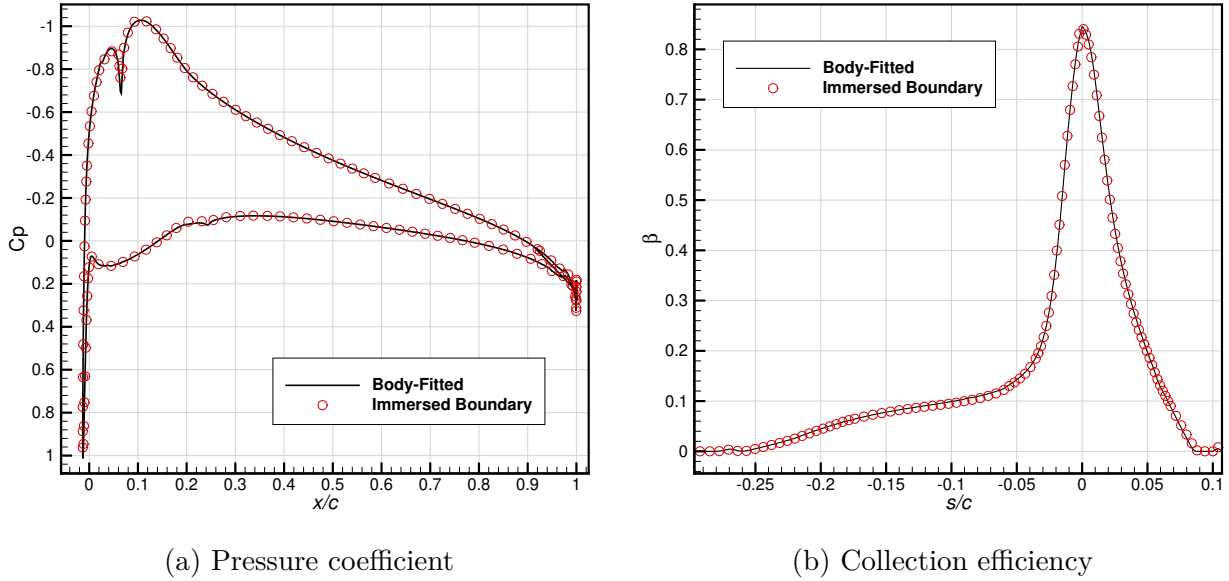 -1
-0.8
-0.6
-0.4
-0.2
0
0.2
0.4
0.6
0.8
1
Cp
Body-Fitted
Immersed Boundary
0 0.1 0.2 0.3 0.4 0.5 0.6 0.7 0.8 0.9 1
x/c
(a) Pressure coefficient
0.8
0.7
0.6
0.5
0.4
0.3
0.2
0.1
0
β
Body-Fitted
Immersed Boundary
-0.25 -0.2 -0.15 -0.1 -0.05 0 0.05 0.1
s/c
(b) Collection efficiency